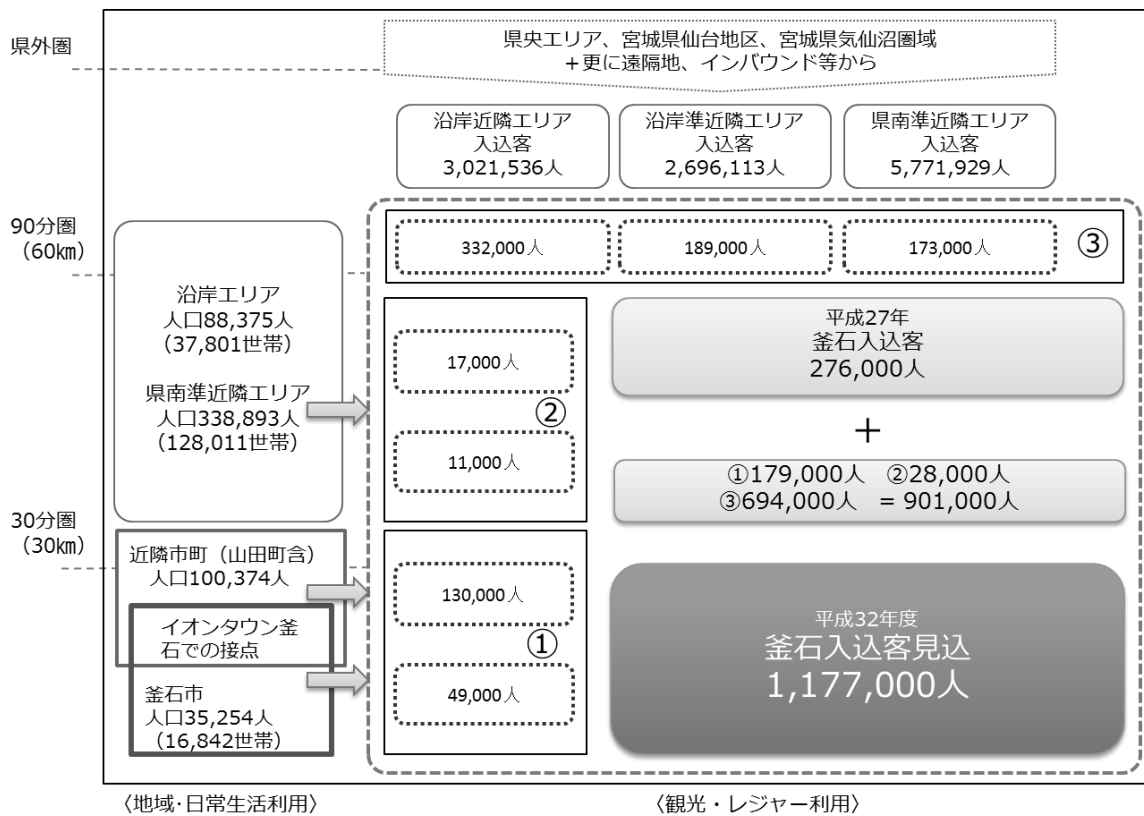 県外圏
県央エリア、宮城県仙台地区、宮城県気仙沼圏域
＋更に遠隔地、インバウンド等から
沿岸近隣エリア
入込客
3,021,536人
沿岸準近隣エリア
入込客
2,696,113人
県南準近隣エリア
入込客
5,771,929人
90分圏
（60㎞）
332,000人
189,000人
173,000人
③
沿岸エリア
人口88,375人
（37,801世帯）
県南準近隣エリア
人口338,893人
（128,011世帯）
17,000人
②
11,000人
平成27年
釜石入込客
276,000人
＋
①179,000人 ②28,000人
③694,000人 = 901,000人
30分圏
（30㎞）
近隣市町（山田町含）
人口100,374人
イオンタウン釜
石での接点
釜石市
人口35,254人
（16,842世帯）
130,000人
①
49,000人
平成32年度
釜石入込客見込
1,177,000人
〈地域･日常生活利用〉
〈観光・レジャー利用〉